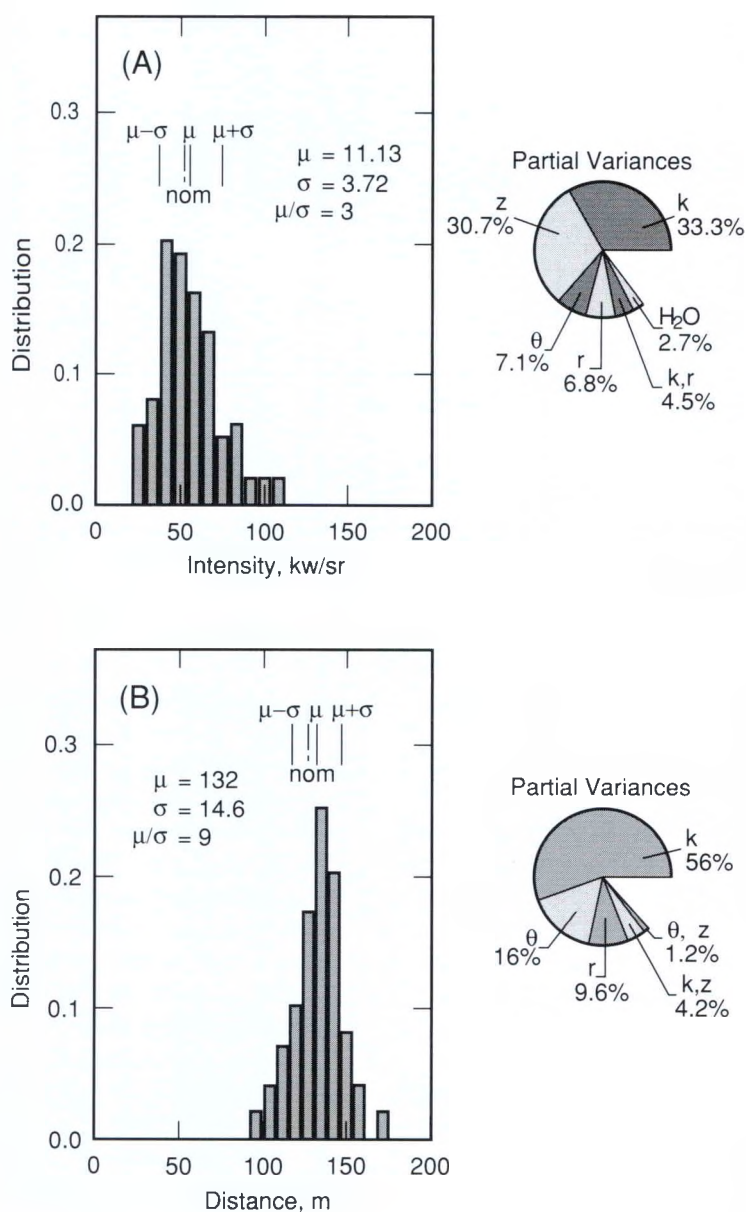 (A)
0.3
μ−σ μ μ+σ
nom
μ = 11.13
σ = 3.72
μ/σ = 3
0.2
Distribution
0.1
0.0
0 50 100 150 200
Intensity, kw/sr
Partial Variances
z
30.7%
k
33.3%
θ
7.1%
r
6.8%
k,r
4.5%
H₂O
2.7%
(B)
μ−σ μ μ+σ
0.3
nom
μ = 132
σ = 14.6
μ/σ = 9
0.2
Distribution
0.1
0.0
0 50 100 150 200
Distance, m
Partial Variances
k
56%
θ
16%
r
9.6%
k,z
4.2%
θ, z
1.2%